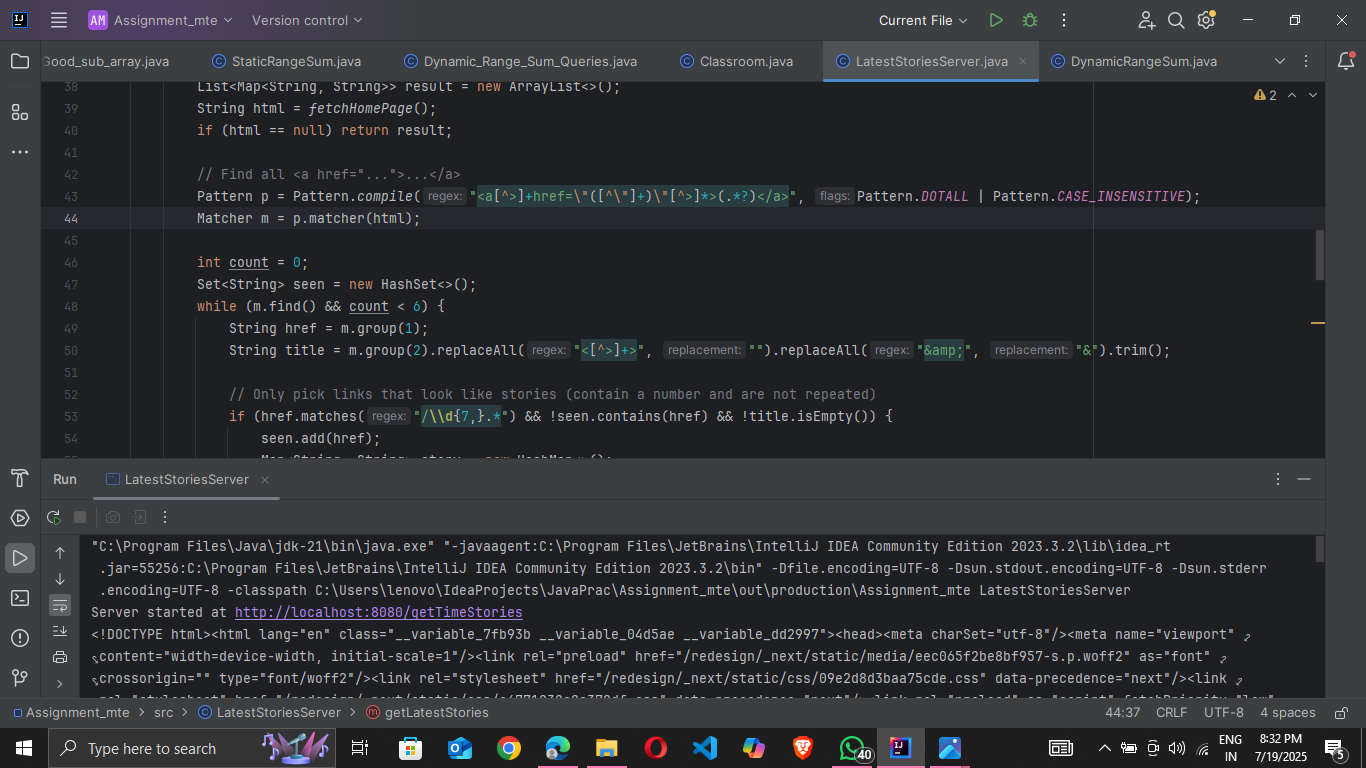 AM Assignment_mte Version control Current File
Good_sub_array.java StaticRangeSum.java Dynamic_Range_Sum_Queries.java Classroom.java LatestStoriesServer.java DynamicRangeSum.java
38 List<Map<String, String>> result = new ArrayList<>();
2
39 String html = fetchHomePage();
40 if (html == null) return result;
41
42 // Find all <a href="...">...</a>
43 Pattern p = Pattern.compile( regex: "<a[^>]+href=\"([^\"]+)\"[^>]*>(.*?)</a>", flags: Pattern.DOTALL | Pattern.CASE_INSENSITIVE);
44 Matcher m = p.matcher(html);
45
46 int count = 0;
47 Set<String> seen = new HashSet<>();
48 while (m.find() && count < 6) {
49 String href = m.group(1);
50 String title = m.group(2).replaceAll( regex: "<[^>]+>", replacement: "").replaceAll( regex: "&amp;", replacement: "&").trim();
51
52 // Only pick links that look like stories (contain a number and are not repeated)
53 if (href.matches( regex: "/\\d{7,}.*") && !seen.contains(href) && !title.isEmpty()) {
54 seen.add(href);
Run LatestStoriesServer
"C:\Program Files\Java\jdk-21\bin\java.exe" "-javaagent:C:\Program Files\JetBrains\IntelliJ IDEA Community Edition 2023.3.2\lib\idea_rt
.jar=55256:C:\Program Files\JetBrains\IntelliJ IDEA Community Edition 2023.3.2\bin" -Dfile.encoding=UTF-8 -Dsun.stdout.encoding=UTF-8 -Dsun.stderr
.encoding=UTF-8 -classpath C:\Users\lenovo\IdeaProjects\JavaPrac\Assignment_mte\out\production\Assignment_mte LatestStoriesServer
Server started at http://localhost:8080/getTimeStories
<!DOCTYPE html><html lang="en" class="__variable_7fb93b __variable_04d5ae __variable_dd2997"><head><meta charSet="utf-8"/><meta name="viewport"
content="width=device-width, initial-scale=1"/><link rel="preload" href="/redesign/_next/static/media/eec065f2be8bf957-s.p.woff2" as="font"
crossorigin="" type="font/woff2"/><link rel="stylesheet" href="/redesign/_next/static/css/09e2d8d3baa75cde.css" data-precedence="next"/><link
Assignment_mte > src > LatestStoriesServer > getLatestStories 44:37 CRLF UTF-8 4 spaces
Type here to search 40 ENG IN 8:32 PM 7/19/2025 5